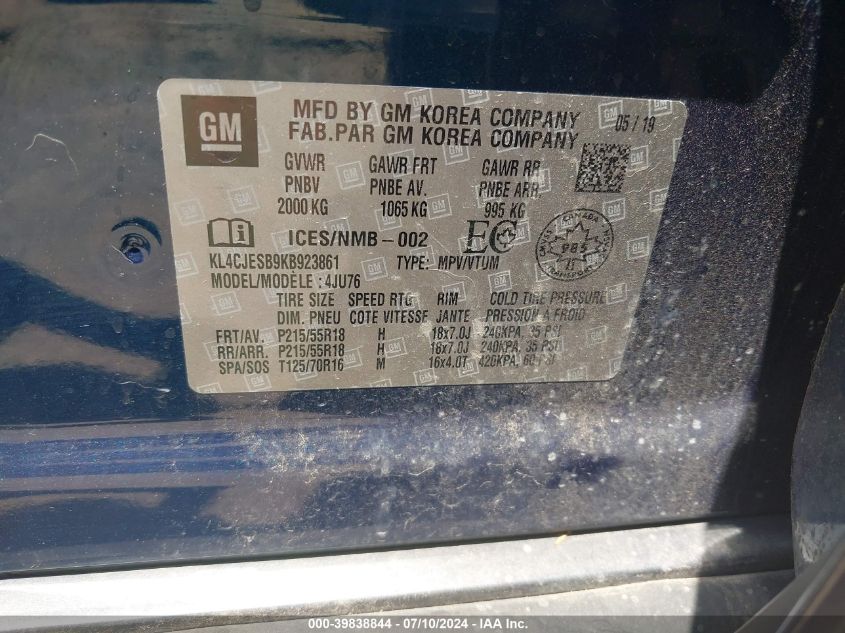 GM
MFD BY GM KOREA COMPANY 05 / 19
FAB.PAR GM KOREA COMPANY
GVWR GAWR FRT GAWR RR
PNBV PNBE AV. PNBE ARR.
2000 KG 1065 KG 995 KG
ICES/NMB-002 EC
CANADA
985
TRANSPORT
KL4CJESB9KB923861 TYPE: MPV/VTUM
MODEL/MODÈLE: 4JU76
TIRE SIZE SPEED RTG RIM COLD TIRE PRESSURE
DIM. PNEU COTE VITESSE JANTE PRESSION A FROID
FRT/AV. P215/55R18 H 18x7.0J 240KPA, 35 PSI
RR/ARR. P215/55R18 H 18x7.0J 240KPA, 35 PSI
SPA/SOS T125/70R16 M 16x4.0T 420KPA, 60 PSI
000-39838844 / 07/10/2024 - IAA Inc.